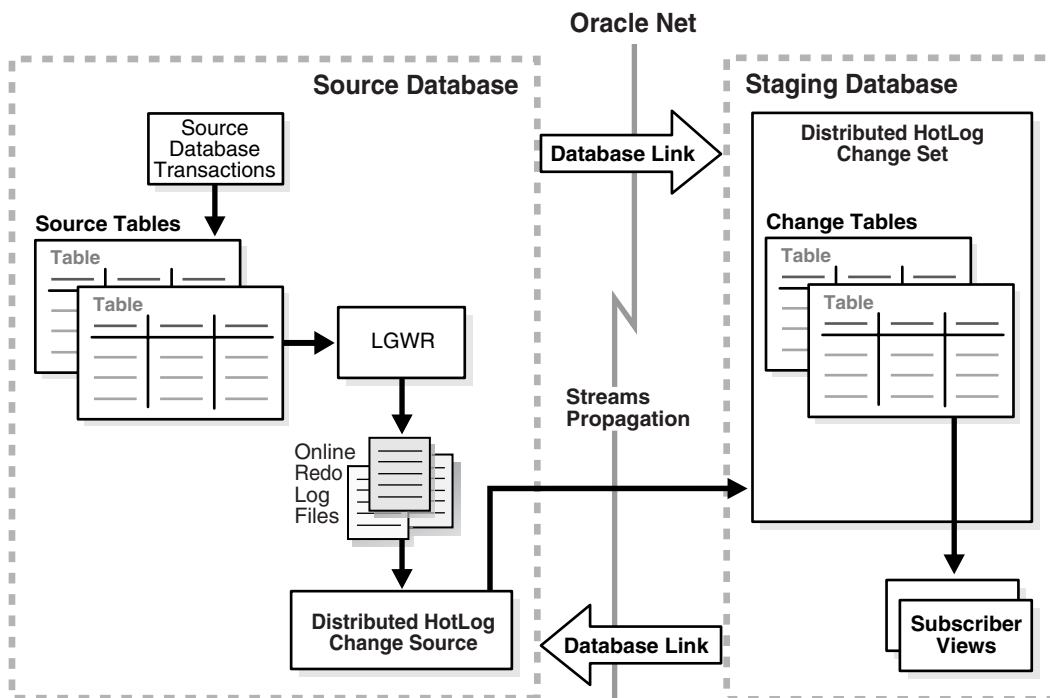 Oracle Net
Source Database
Staging Database
Source
Database
Transactions
Database Link
Distributed HotLog
Change Set
Source Tables
Table
Table
Change Tables
Table
Table
LGWR
Streams
Propagation
Online
Redo
Log
Files
Distributed HotLog
Change Source
Database Link
Subscriber
Views